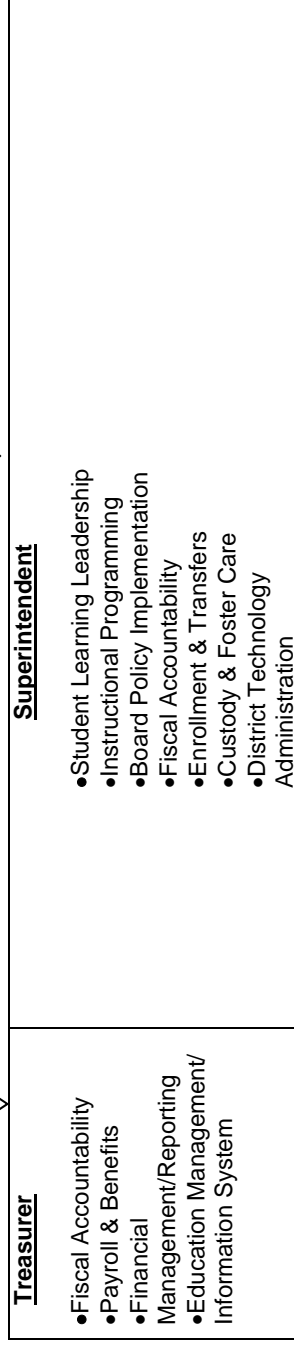 Treasurer
●Fiscal Accountability
●Payroll & Benefits
●Financial
Management/Reporting
●Education Management/
Information System
Superintendent
●Student Learning Leadership
●Instructional Programming
●Board Policy Implementation
●Fiscal Accountability
●Enrollment & Transfers
●Custody & Foster Care
●District Technology
Administration